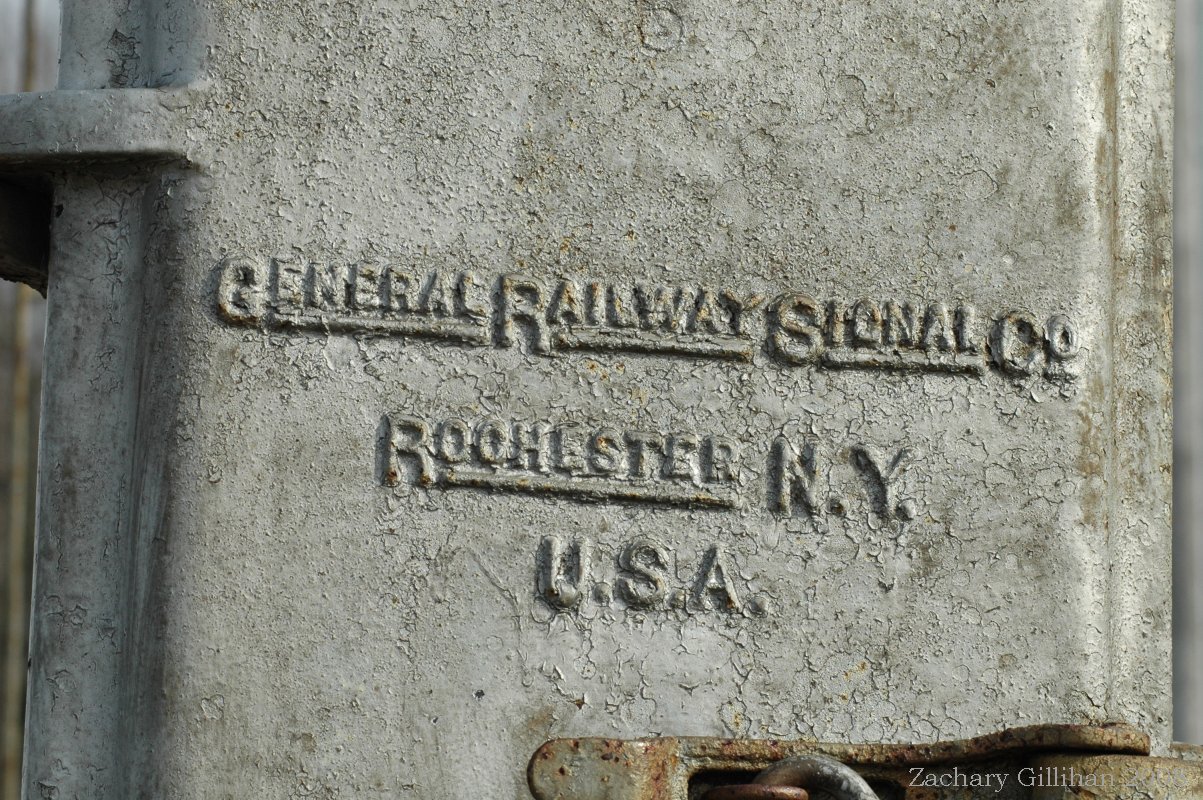 GENERAL RAILWAY SIGNAL CO
ROCHESTER N.Y.
U.S.A.
Zachary Gillihan